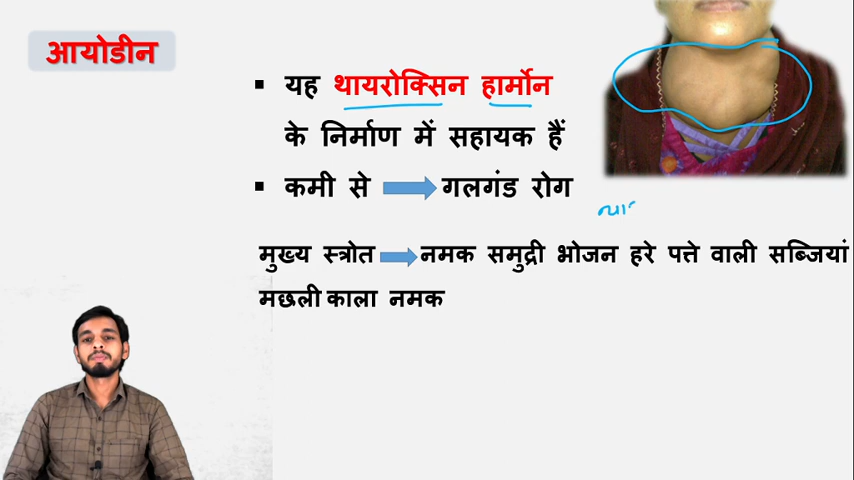 आयोडीन
▪ यह थायरोक्सिन हार्मोन
के निर्माण में सहायक हैं
▪ कमी से ➡ गलगंड रोग
मुख्य स्त्रोत ➡ नमक समुद्री भोजन हरे पत्ते वाली सब्जियां
मछली काला नमक